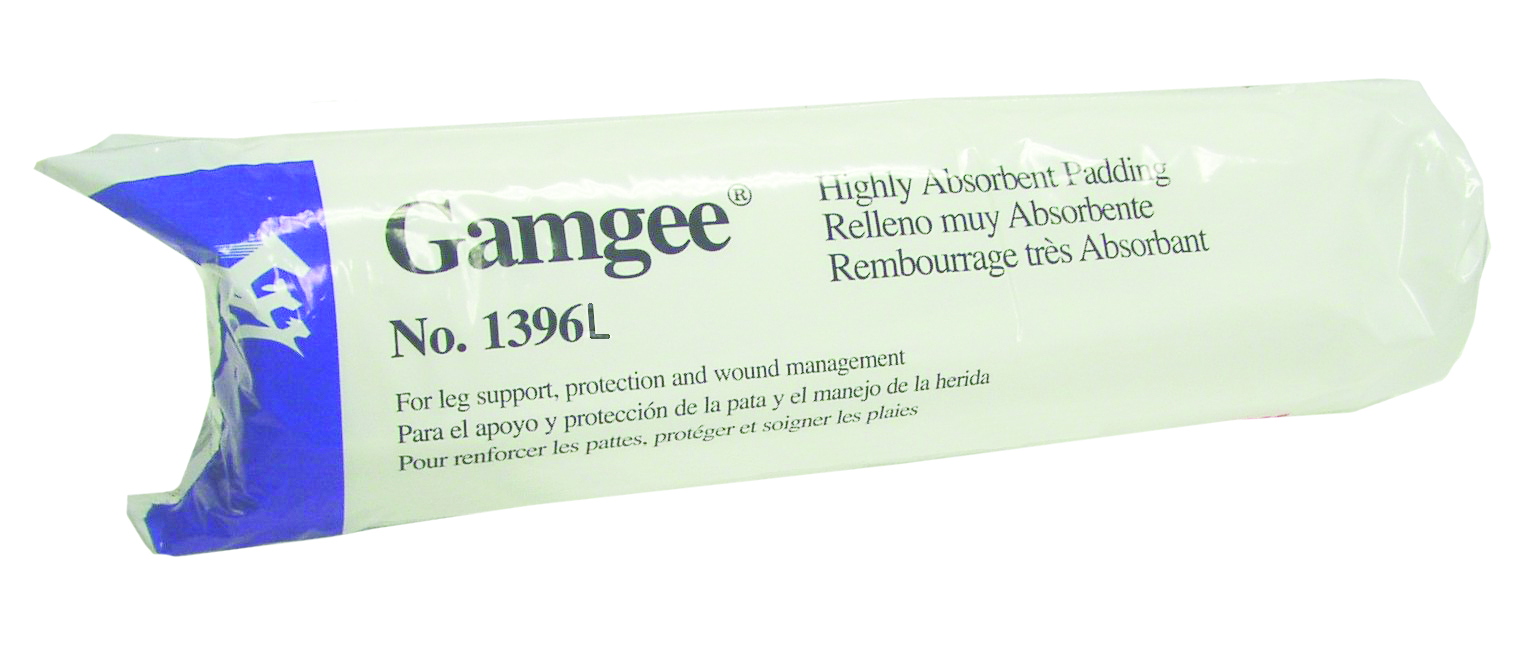 Gamgee®
No. 1396L
Highly Absorbent Padding
Relleno muy Absorbente
Rembourrage très Absorbant
For leg support, protection and wound management
Para el apoyo y protección de la pata y el manejo de la herida
Pour renforcer les pattes, protéger et soigner les plaies